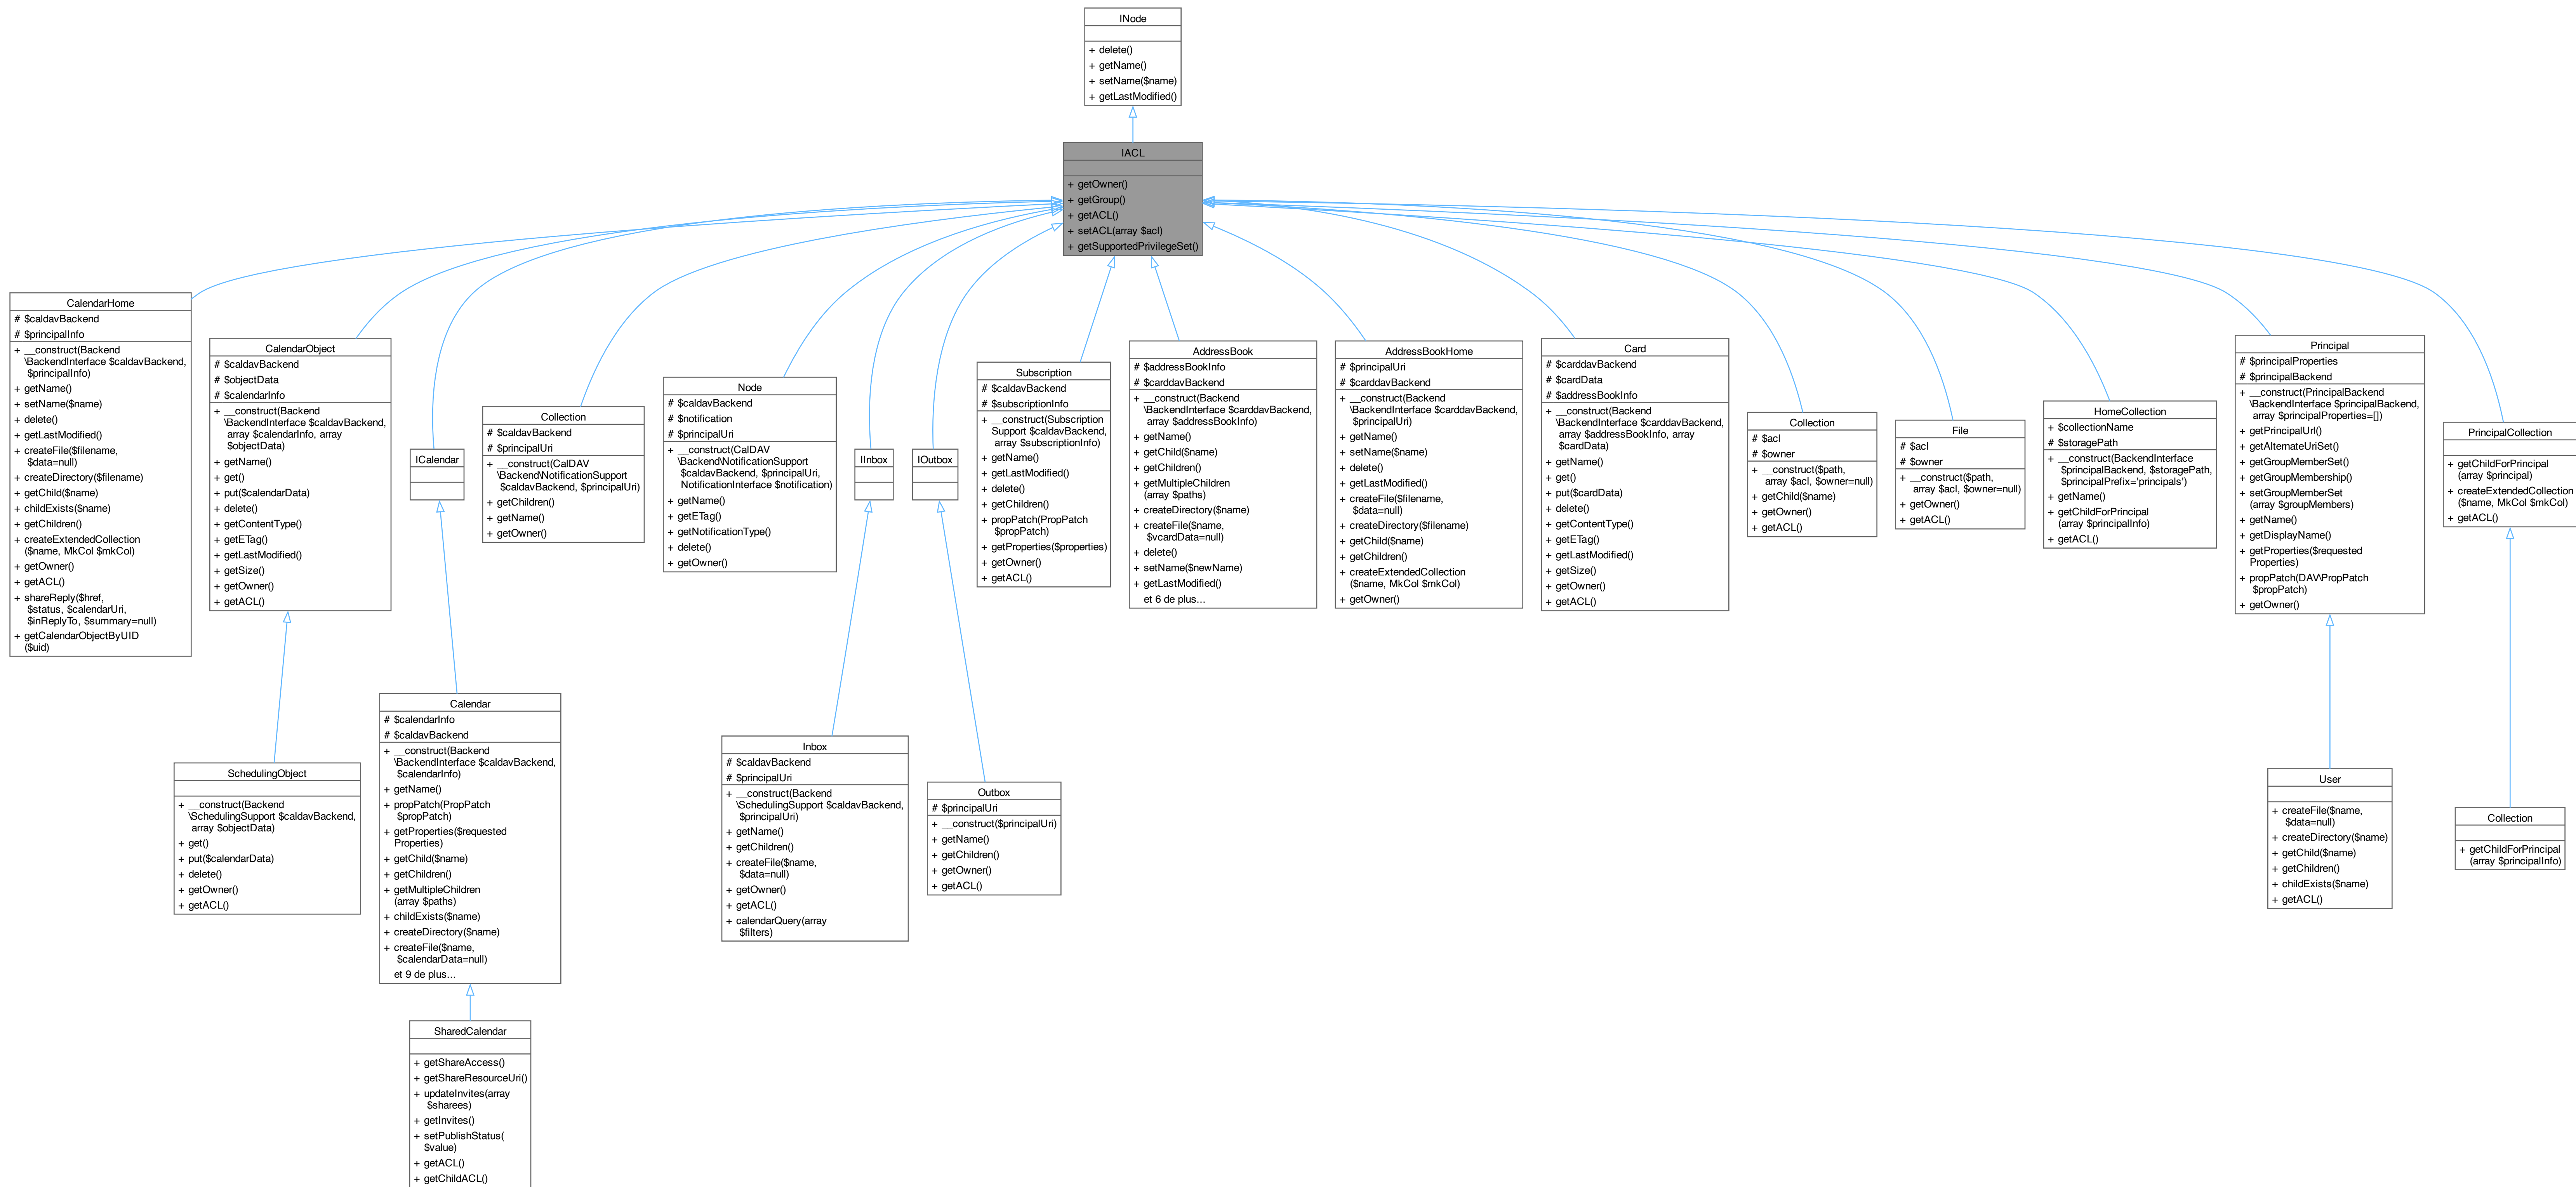 INode
+ delete()
+ getName()
+ setName($name)
+ getLastModified()
IACL
+ getOwner()
+ getGroup()
+ getACL()
+ setACL(array $acl)
+ getSupportedPrivilegeSet()
CalendarHome
# $caldavBackend
# $principalInfo
+ __construct(Backend
\BackendInterface $caldavBackend,
$principalInfo)
+ getName()
+ setName($name)
+ delete()
+ getLastModified()
+ createFile($filename,
$data=null)
+ createDirectory($filename)
+ getChild($name)
+ childExists($name)
+ getChildren()
+ createExtendedCollection
($name, MkCol $mkCol)
+ getOwner()
+ getACL()
+ shareReply($href,
$status, $calendarUri,
$inReplyTo, $summary=null)
+ getCalendarObjectByUID
($uid)
CalendarObject
# $caldavBackend
# $objectData
# $calendarInfo
+ __construct(Backend
\BackendInterface $caldavBackend,
array $calendarInfo, array
$objectData)
+ getName()
+ get()
+ put($calendarData)
+ delete()
+ getContentType()
+ getETag()
+ getLastModified()
+ getSize()
+ getOwner()
+ getACL()
ICalendar
Collection
# $caldavBackend
# $principalUri
+ __construct(CalDAV
\Backend\NotificationSupport
$caldavBackend, $principalUri)
+ getChildren()
+ getName()
+ getOwner()
Node
# $caldavBackend
# $notification
# $principalUri
+ __construct(CalDAV
\Backend\NotificationSupport
$caldavBackend, $principalUri,
NotificationInterface $notification)
+ getName()
+ getETag()
+ getNotificationType()
+ delete()
+ getOwner()
IInbox
IOutbox
Subscription
# $caldavBackend
# $subscriptionInfo
+ __construct(Subscription
Support $caldavBackend,
array $subscriptionInfo)
+ getName()
+ getLastModified()
+ delete()
+ getChildren()
+ propPatch(PropPatch
$propPatch)
+ getProperties($properties)
+ getOwner()
+ getACL()
AddressBook
# $addressBookInfo
# $carddavBackend
+ __construct(Backend
\BackendInterface $carddavBackend,
array $addressBookInfo)
+ getName()
+ getChild($name)
+ getChildren()
+ getMultipleChildren
(array $paths)
+ createDirectory($name)
+ createFile($name,
$vcardData=null)
+ delete()
+ setName($newName)
+ getLastModified()
et 6 de plus...
AddressBookHome
# $principalUri
# $carddavBackend
+ __construct(Backend
\BackendInterface $carddavBackend,
$principalUri)
+ getName()
+ setName($name)
+ delete()
+ getLastModified()
+ createFile($filename,
$data=null)
+ createDirectory($filename)
+ getChild($name)
+ getChildren()
+ createExtendedCollection
($name, MkCol $mkCol)
+ getOwner()
Card
# $carddavBackend
# $cardData
# $addressBookInfo
+ __construct(Backend
\BackendInterface $carddavBackend,
array $addressBookInfo, array
$cardData)
+ getName()
+ get()
+ put($cardData)
+ delete()
+ getContentType()
+ getETag()
+ getLastModified()
+ getSize()
+ getOwner()
+ getACL()
Collection
# $acl
# $owner
+ __construct($path,
array $acl, $owner=null)
+ getChild($name)
+ getOwner()
+ getACL()
File
# $acl
# $owner
+ __construct($path,
array $acl, $owner=null)
+ getOwner()
+ getACL()
HomeCollection
+ $collectionName
# $storagePath
+ __construct(BackendInterface
$principalBackend, $storagePath,
$principalPrefix='principals')
+ getName()
+ getChildForPrincipal
(array $principalInfo)
+ getACL()
Principal
# $principalProperties
# $principalBackend
+ __construct(PrincipalBackend
\BackendInterface $principalBackend,
array $principalProperties=[])
+ getPrincipalUrl()
+ getAlternateUriSet()
+ getGroupMemberSet()
+ getGroupMembership()
+ setGroupMemberSet
(array $groupMembers)
+ getName()
+ getDisplayName()
+ getProperties($requested
Properties)
+ propPatch(DAV\PropPatch
$propPatch)
+ getOwner()
PrincipalCollection
+ getChildForPrincipal
(array $principal)
+ createExtendedCollection
($name, MkCol $mkCol)
+ getACL()
SchedulingObject
+ __construct(Backend
\SchedulingSupport $caldavBackend,
array $objectData)
+ get()
+ put($calendarData)
+ delete()
+ getOwner()
+ getACL()
Calendar
# $calendarInfo
# $caldavBackend
+ __construct(Backend
\BackendInterface $caldavBackend,
$calendarInfo)
+ getName()
+ propPatch(PropPatch
$propPatch)
+ getProperties($requested
Properties)
+ getChild($name)
+ getChildren()
+ getMultipleChildren
(array $paths)
+ childExists($name)
+ createDirectory($name)
+ createFile($name,
$calendarData=null)
et 9 de plus...
Inbox
# $caldavBackend
# $principalUri
+ __construct(Backend
\SchedulingSupport $caldavBackend,
$principalUri)
+ getName()
+ getChildren()
+ createFile($name,
$data=null)
+ getOwner()
+ getACL()
+ calendarQuery(array
$filters)
Outbox
# $principalUri
+ __construct($principalUri)
+ getName()
+ getChildren()
+ getOwner()
+ getACL()
User
+ createFile($name,
$data=null)
+ createDirectory($name)
+ getChild($name)
+ getChildren()
+ childExists($name)
+ getACL()
Collection
+ getChildForPrincipal
(array $principalInfo)
SharedCalendar
+ getShareAccess()
+ getShareResourceUri()
+ updateInvites(array
$sharees)
+ getInvites()
+ setPublishStatus(
$value)
+ getACL()
+ getChildACL()